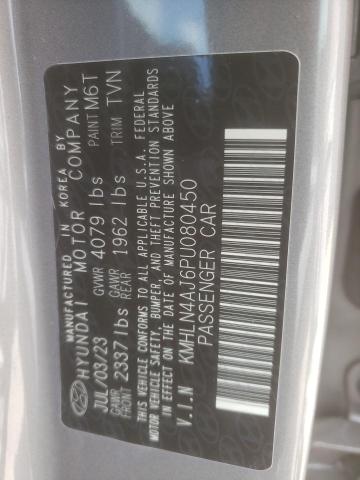 MANUFACTURED IN KOREA BY
HYUNDAI MOTOR COMPANY
JUL/03/23 GVWR 4079 lbs PAINT M6T
GAWR FRONT 2337 lbs GAWR REAR 1962 lbs TRIM TVN
THIS VEHICLE CONFORMS TO ALL APPLICABLE U.S.A. FEDERAL
MOTOR VEHICLE SAFETY, BUMPER, AND THEFT PREVENTION STANDARDS
IN EFFECT ON THE DATE OF MANUFACTURE SHOWN ABOVE
V.I.N KMHLN4AJ6PU080450
PASSENGER CAR